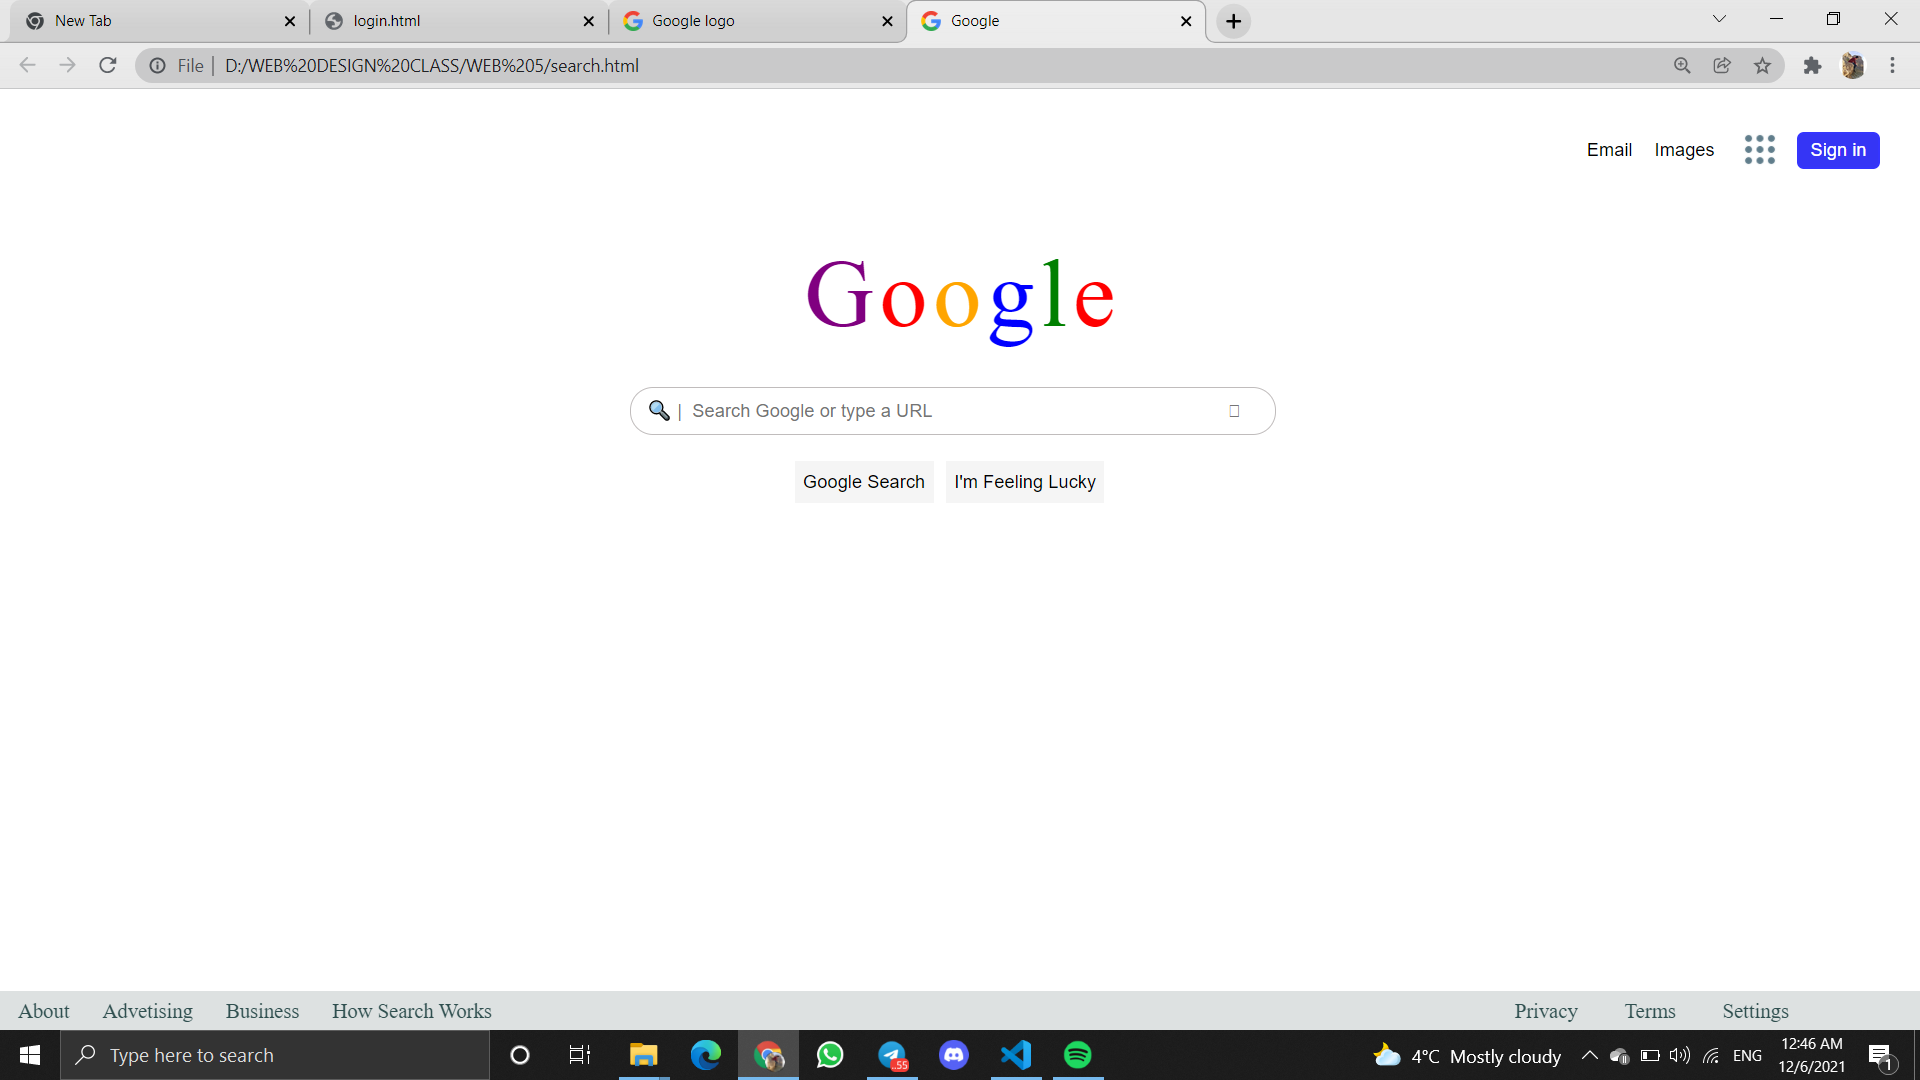 New Tab login.html Google logo Google
File | D:/WEB%20DESIGN%20CLASS/WEB%205/search.html
Email Images Sign in
Google
| Search Google or type a URL
Google Search I'm Feeling Lucky
About Advetising Business How Search Works Privacy Terms Settings
Type here to search
..55
4°C Mostly cloudy ENG
12:46 AM
12/6/2021
1